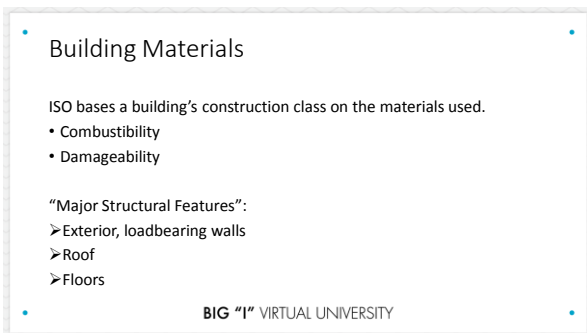 Building Materials
ISO bases a building's construction class on the materials used.
• Combustibility
• Damageability
“Major Structural Features”:
➢Exterior, loadbearing walls
➢Roof
➢Floors
BIG “I” VIRTUAL UNIVERSITY